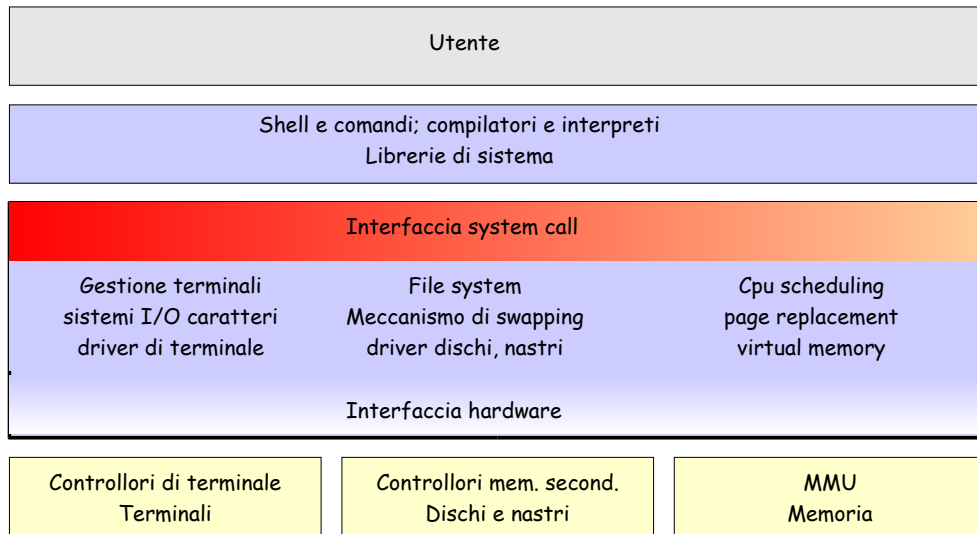 Utente
Shell e comandi; compilatori e interpreti
Librerie di sistema
Interfaccia system call
Gestione terminali
sistemi I/O caratteri
driver di terminale
File system
Meccanismo di swapping
driver dischi, nastri
Cpu scheduling
page replacement
virtual memory
Interfaccia hardware
Controllori di terminale
Terminali
Controllori mem. second.
Dischi e nastri
MMU
Memoria